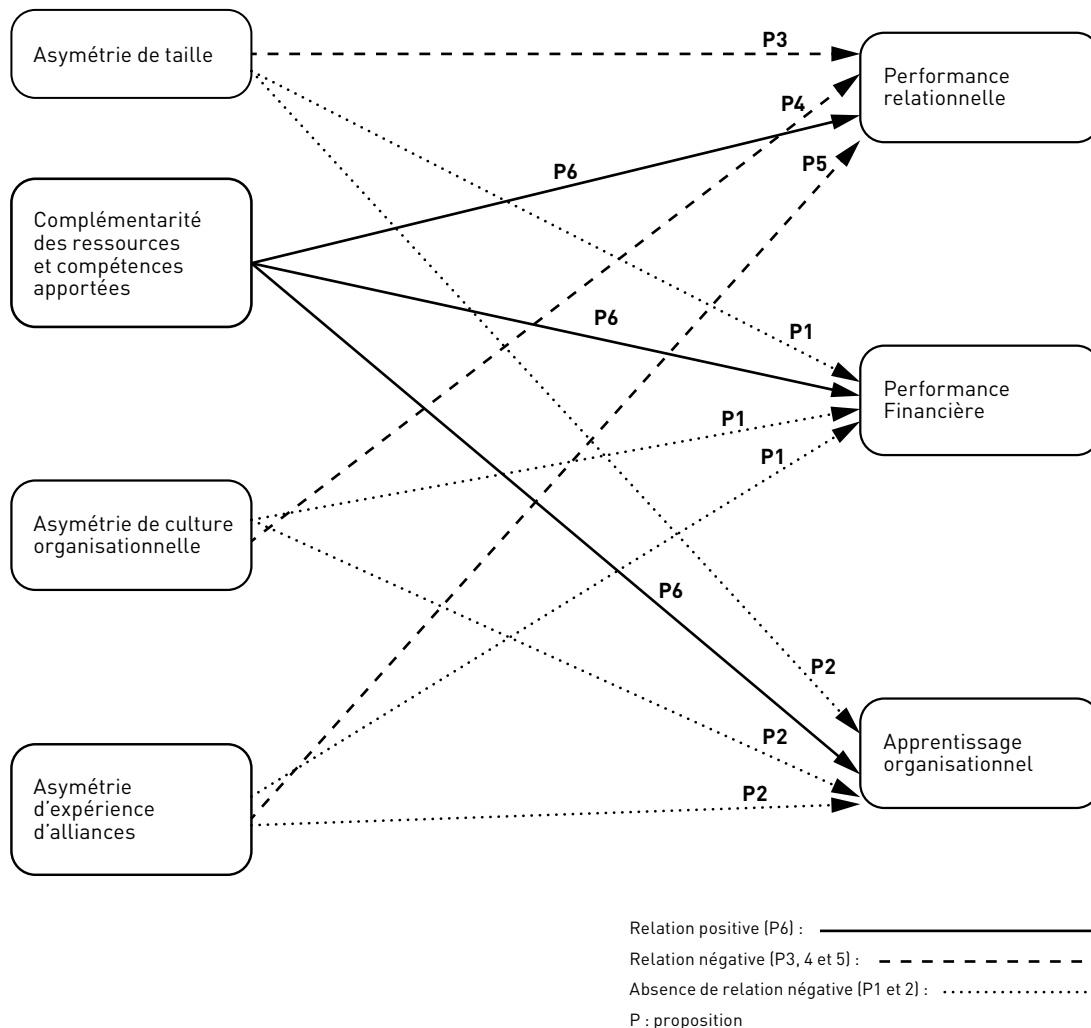 Asymétrie de taille
P3
Performance
relationnelle
P4
P5
P6
Complémentarité
des ressources
et compétences
apportées
P6
P1
Performance
Financière
P1
P1
Asymétrie de culture
organisationnelle
P6
P2
Apprentissage
organisationnel
P2
P2
Asymétrie
d’expérience
d’alliances
Relation positive (P6) :
Relation négative (P3, 4 et 5) :
Absence de relation négative (P1 et 2) :
P : proposition